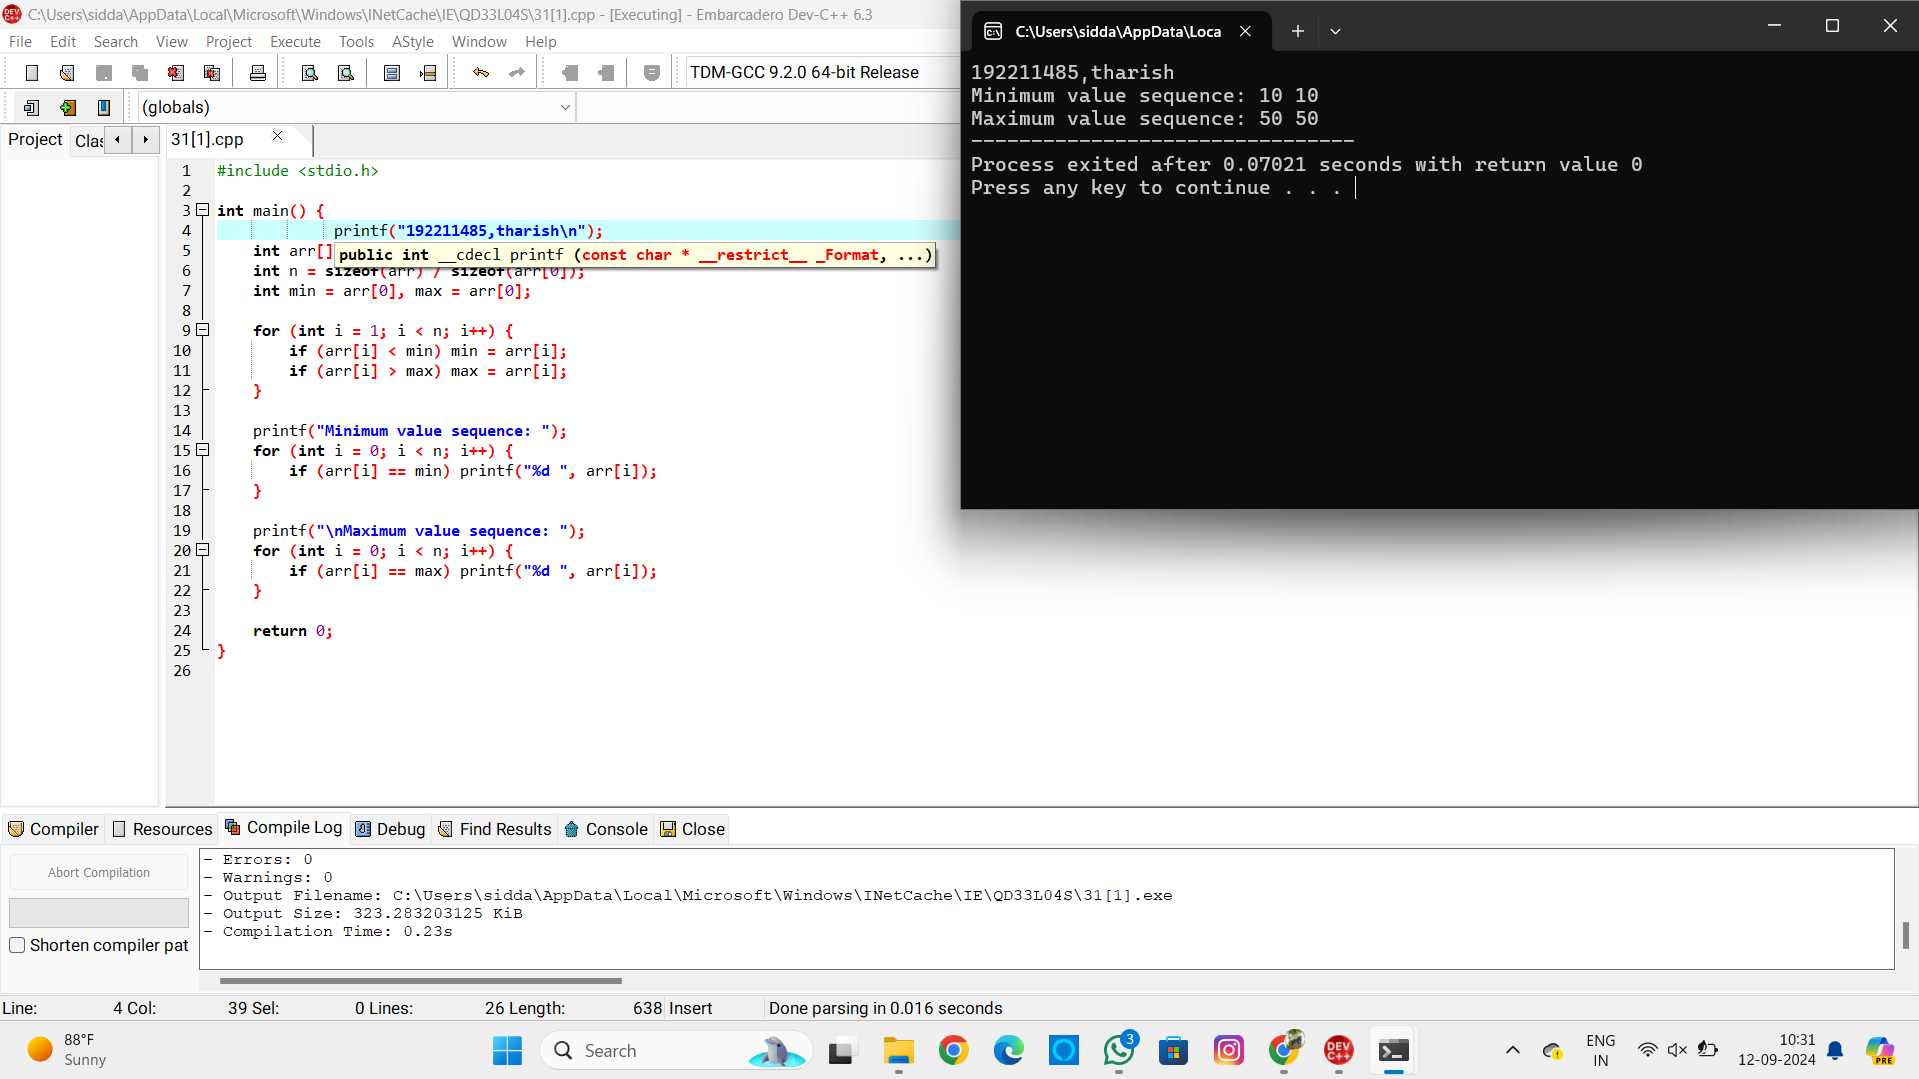 C:\Users\sidda\AppData\Local\Microsoft\Windows\INetCache\IE\QD33L04S\31[1].cpp - [Executing] - Embarcadero Dev-C++ 6.3
File Edit Search View Project Execute Tools AStyle Window Help
TDM-GCC 9.2.0 64-bit Release
(globals)
Project Clas
31[1].cpp
1 #include <stdio.h>
2
3 int main() {
4 printf("192211485,tharish\n");
5 int arr[]
public int __cdecl printf (const char * __restrict__ _Format, ...)
6 int n = sizeof(arr) / sizeof(arr[0]);
7 int min = arr[0], max = arr[0];
8
9 for (int i = 1; i < n; i++) {
10 if (arr[i] < min) min = arr[i];
11 if (arr[i] > max) max = arr[i];
12 }
13
14 printf("Minimum value sequence: ");
15 for (int i = 0; i < n; i++) {
16 if (arr[i] == min) printf("%d ", arr[i]);
17 }
18
19 printf("\nMaximum value sequence: ");
20 for (int i = 0; i < n; i++) {
21 if (arr[i] == max) printf("%d ", arr[i]);
22 }
23
24 return 0;
25 }
26
C:\Users\sidda\AppData\Loca
192211485,tharish
Minimum value sequence: 10 10
Maximum value sequence: 50 50
--------------------------------
Process exited after 0.07021 seconds with return value 0
Press any key to continue . . .
Compiler Resources Compile Log Debug Find Results Console Close
Abort Compilation
Shorten compiler pat
- Errors: 0
- Warnings: 0
- Output Filename: C:\Users\sidda\AppData\Local\Microsoft\Windows\INetCache\IE\QD33L04S\31[1].exe
- Output Size: 323.283203125 KiB
- Compilation Time: 0.23s
Line: 4 Col: 39 Sel: 0 Lines: 26 Length: 638 Insert Done parsing in 0.016 seconds
88°F
Sunny
Search
3
DEV C++
ENG
IN
10:31
12-09-2024
PRE